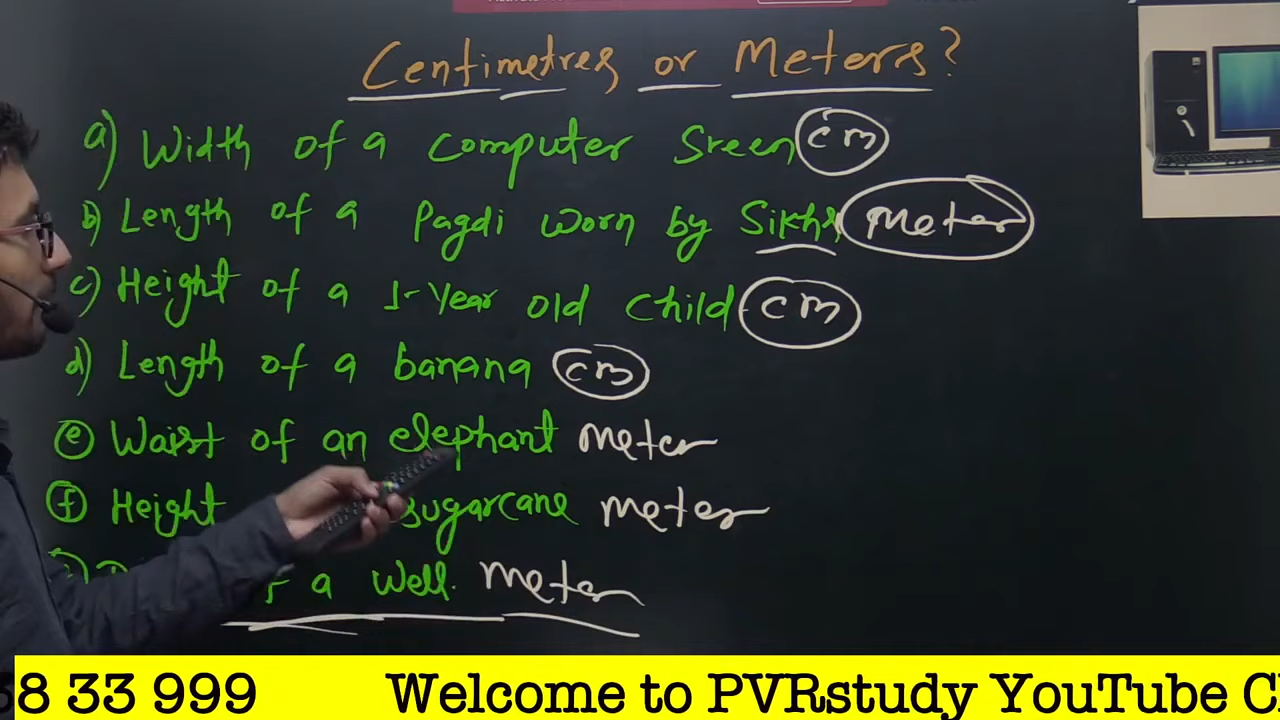 Centimetres or Meters?
a) Width of a Computer Sreen cm
b) Length of a Pagdi worn by Sikhs Meter
c) Height of a 1-Year old child cm
d) Length of a banana cm
e) Waist of an elephant meter
f) Height sugarcane meter
a well. Meter
8 33 999 Welcome to PVRstudy YouTube